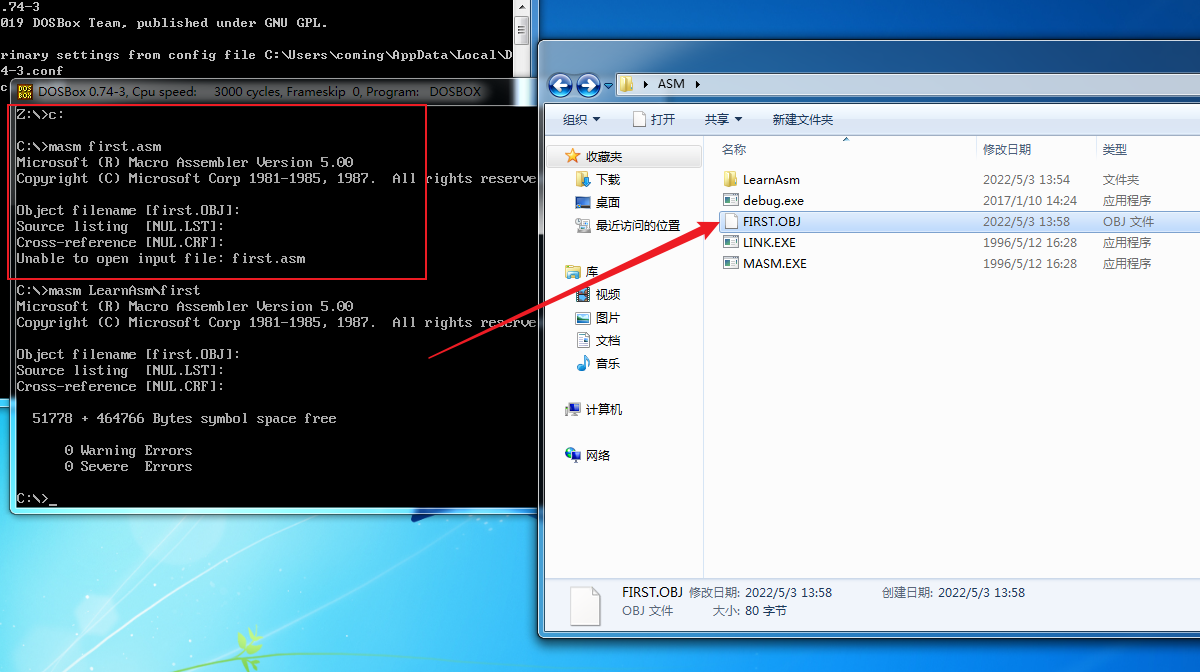 .74-3
019 DOSBox Team, published under GNU GPL.
rimary settings from config file C:\Users\coming\AppData\Local\D
4-3.conf
c
DOSBox 0.74-3, Cpu speed: 3000 cycles, Frameskip 0, Program: DOSBOX
Z:\>c:
C:\>masm first.asm
Microsoft (R) Macro Assembler Version 5.00
Copyright (C) Microsoft Corp 1981-1985, 1987. All rights reserve
Object filename [first.OBJ]:
Source listing [NUL.LST]:
Cross-reference [NUL.CRF]:
Unable to open input file: first.asm
C:\>masm LearnAsm\first
Microsoft (R) Macro Assembler Version 5.00
Copyright (C) Microsoft Corp 1981-1985, 1987. All rights reserve
Object filename [first.OBJ]:
Source listing [NUL.LST]:
Cross-reference [NUL.CRF]:
51778 + 464766 Bytes symbol space free
0 Warning Errors
0 Severe Errors
C:\>_
ASM
组织 打开 共享 新建文件夹
收藏夹
下载
桌面
最近访问的位置
库
视频
图片
文档
音乐
计算机
网络
名称 修改日期 类型
LearnAsm 2022/5/3 13:54 文件夹
debug.exe 2017/1/10 14:24 应用程序
FIRST.OBJ 2022/5/3 13:58 OBJ 文件
LINK.EXE 1996/5/12 16:28 应用程序
MASM.EXE 1996/5/12 16:28 应用程序
FIRST.OBJ 修改日期: 2022/5/3 13:58 创建日期: 2022/5/3 13:58
OBJ 文件 大小: 80 字节